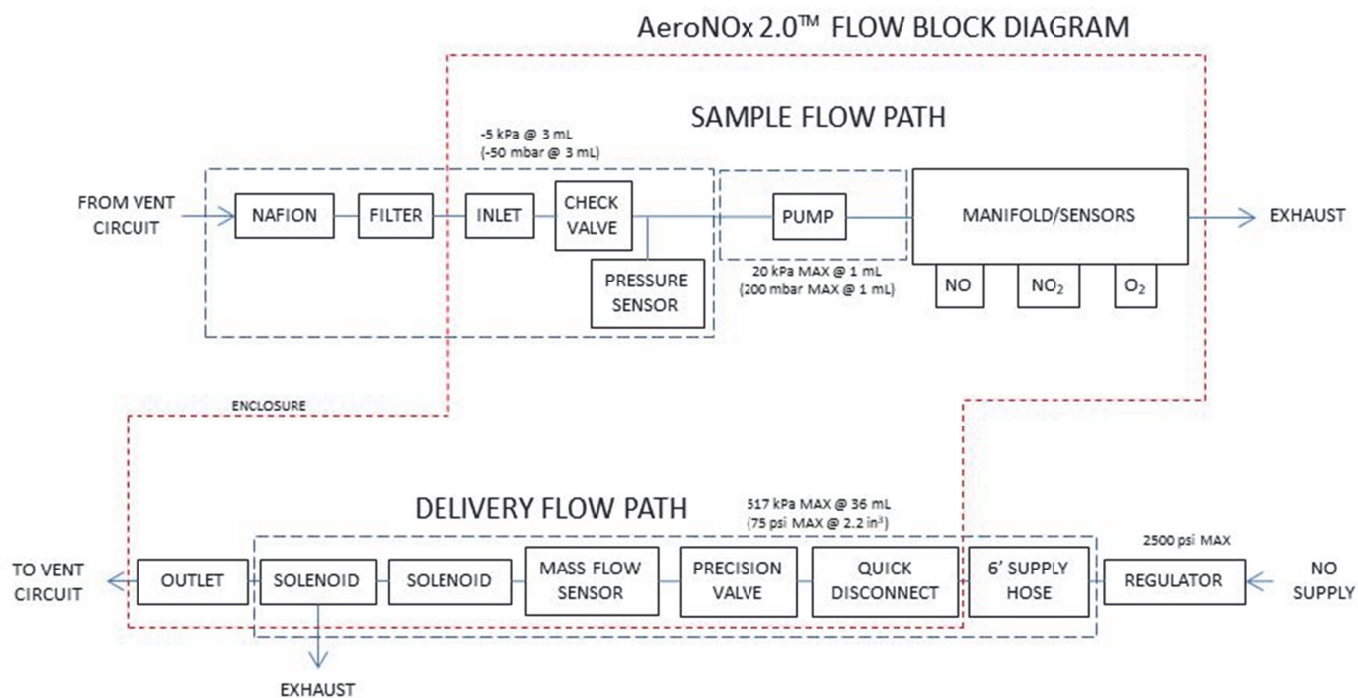 AeroNOx 2.0™ FLOW BLOCK DIAGRAM
SAMPLE FLOW PATH
-5 kPa @ 3 mL
(-50 mbar @ 3 mL)
FROM VENT
CIRCUIT
NAFION
FILTER
INLET
CHECK
VALVE
PRESSURE
SENSOR
PUMP
20 kPa MAX @ 1 mL
(200 mbar MAX @ 1 mL)
MANIFOLD/SENSORS
NO
NO₂
O₂
EXHAUST
ENCLOSURE
DELIVERY FLOW PATH
517 kPa MAX @ 36 mL
(75 psi MAX @ 2.2 in³)
2500 psi MAX
TO VENT
CIRCUIT
OUTLET
SOLENOID
SOLENOID
MASS FLOW
SENSOR
PRECISION
VALVE
QUICK
DISCONNECT
6' SUPPLY
HOSE
REGULATOR
NO
SUPPLY
EXHAUST